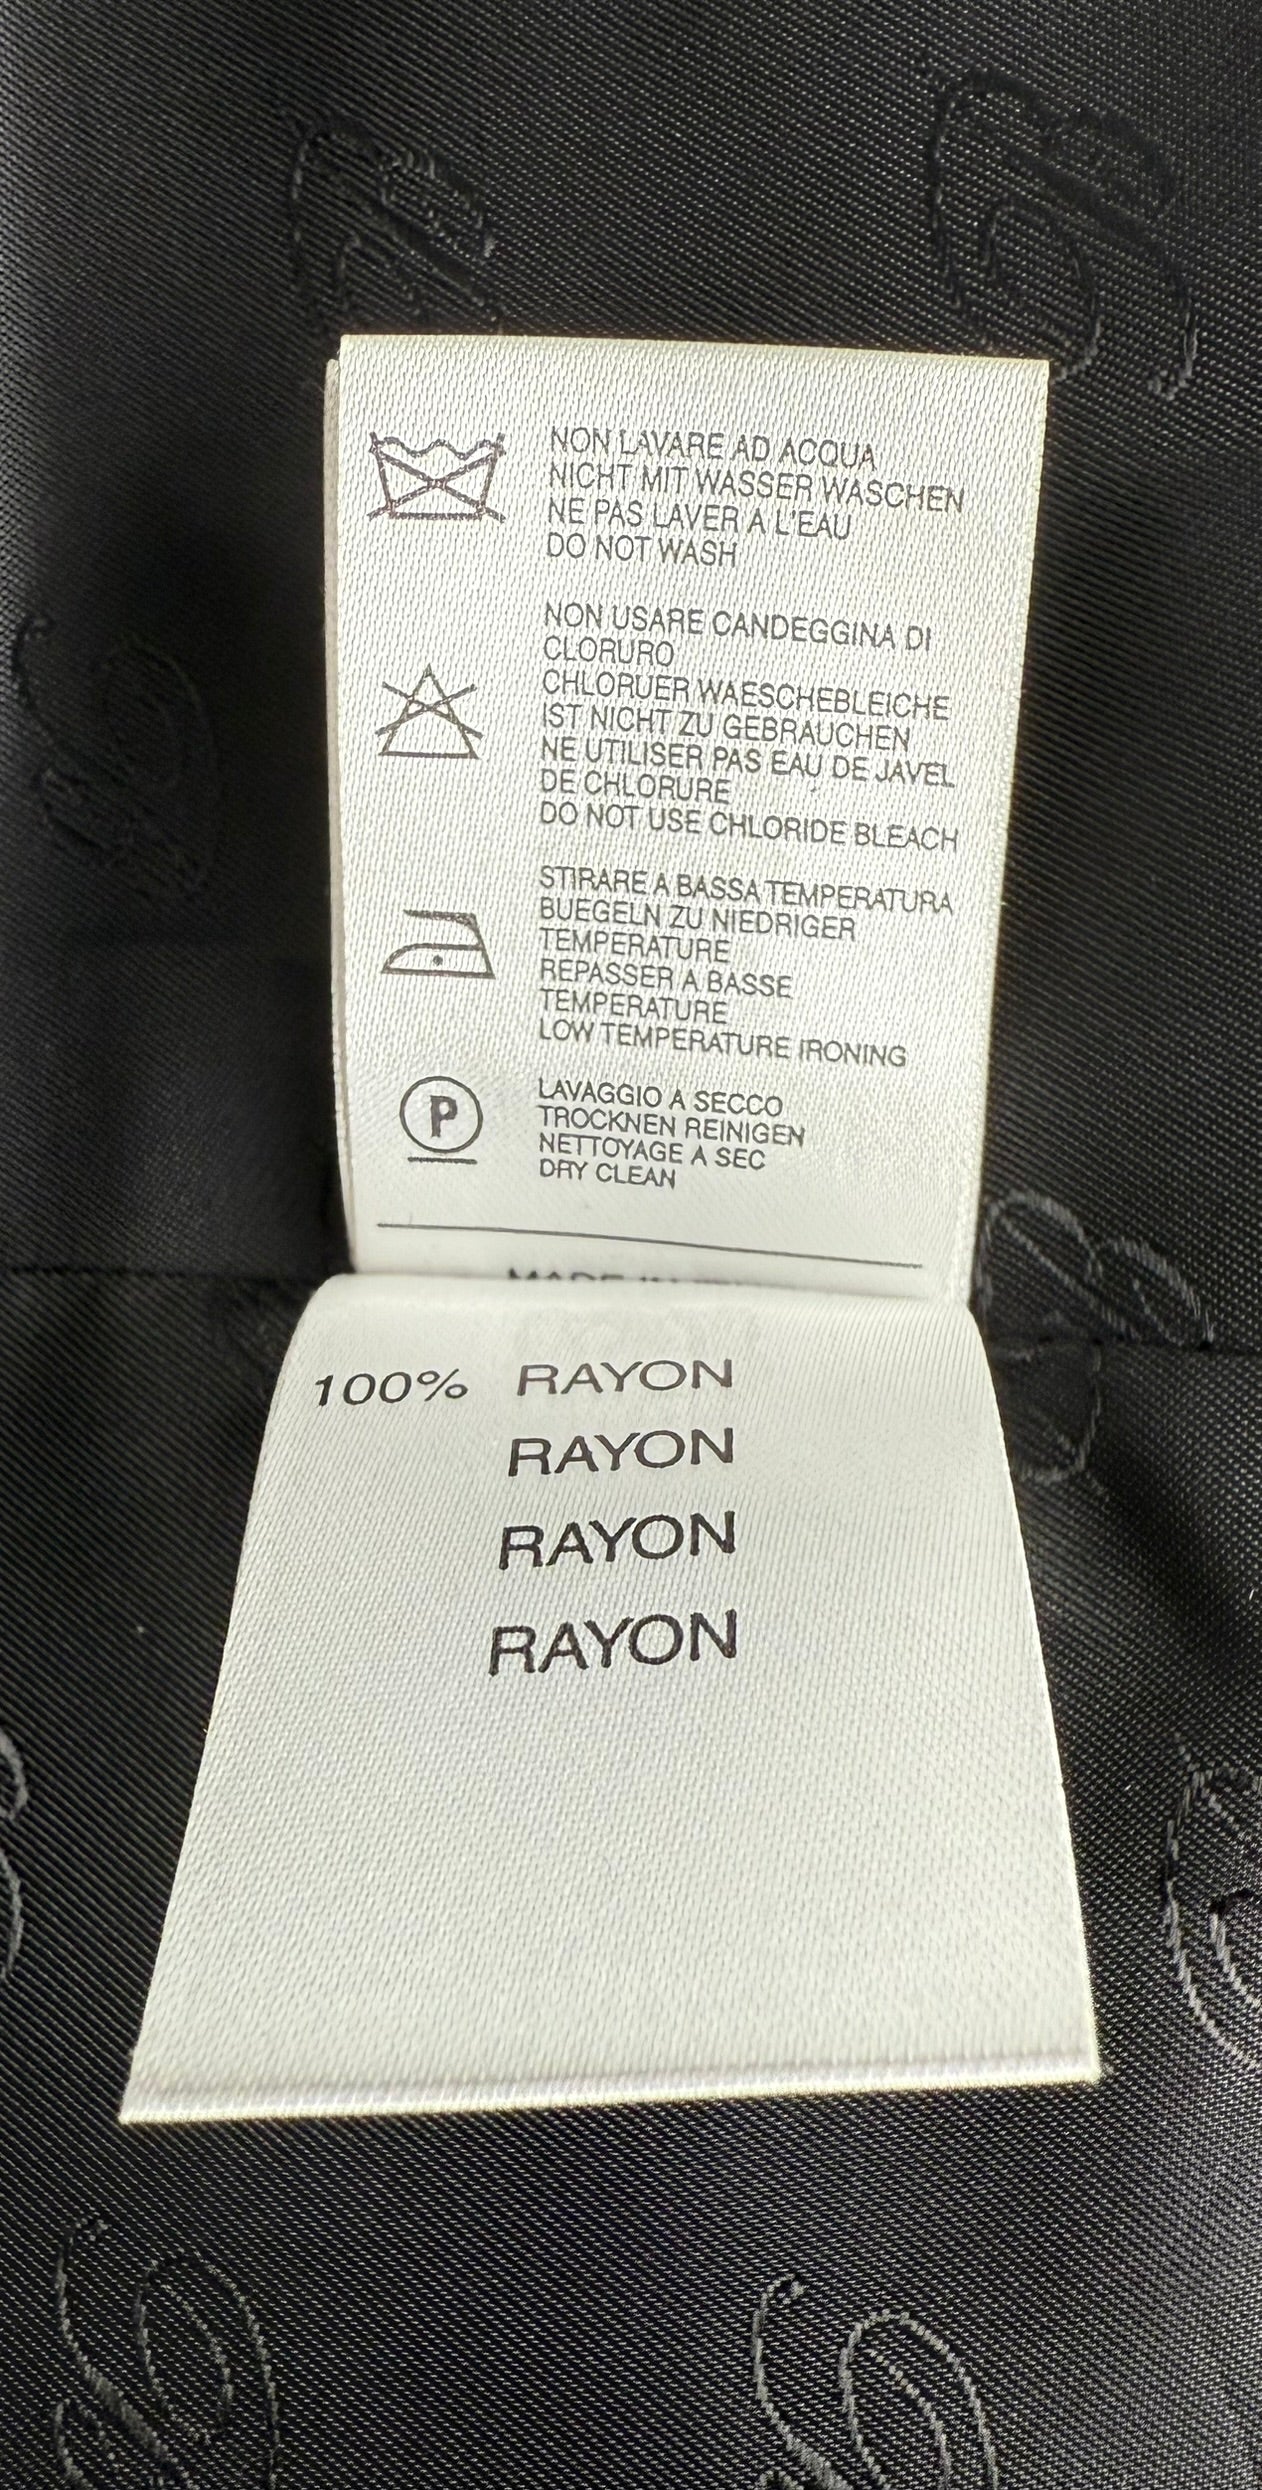 NON LAVARE AD ACQUA
NICHT MIT WASSER WASCHEN
NE PAS LAVER A L'EAU
DO NOT WASH
NON USARE CANDEGGINA DI
CLORURO
CHLORUER WAESCHEBLEICHE
IST NICHT ZU GEBRAUCHEN
NE UTILISER PAS EAU DE JAVEL
DE CHLORURE
DO NOT USE CHLORIDE BLEACH
STIRARE A BASSA TEMPERATURA
BUEGELN ZU NIEDRIGER
TEMPERATURE
REPASSER A BASSE
TEMPERATURE
LOW TEMPERATURE IRONING
P
LAVAGGIO A SECCO
TROCKNEN REINIGEN
NETTOYAGE A SEC
DRY CLEAN
MADE IN
100% RAYON
RAYON
RAYON
RAYON